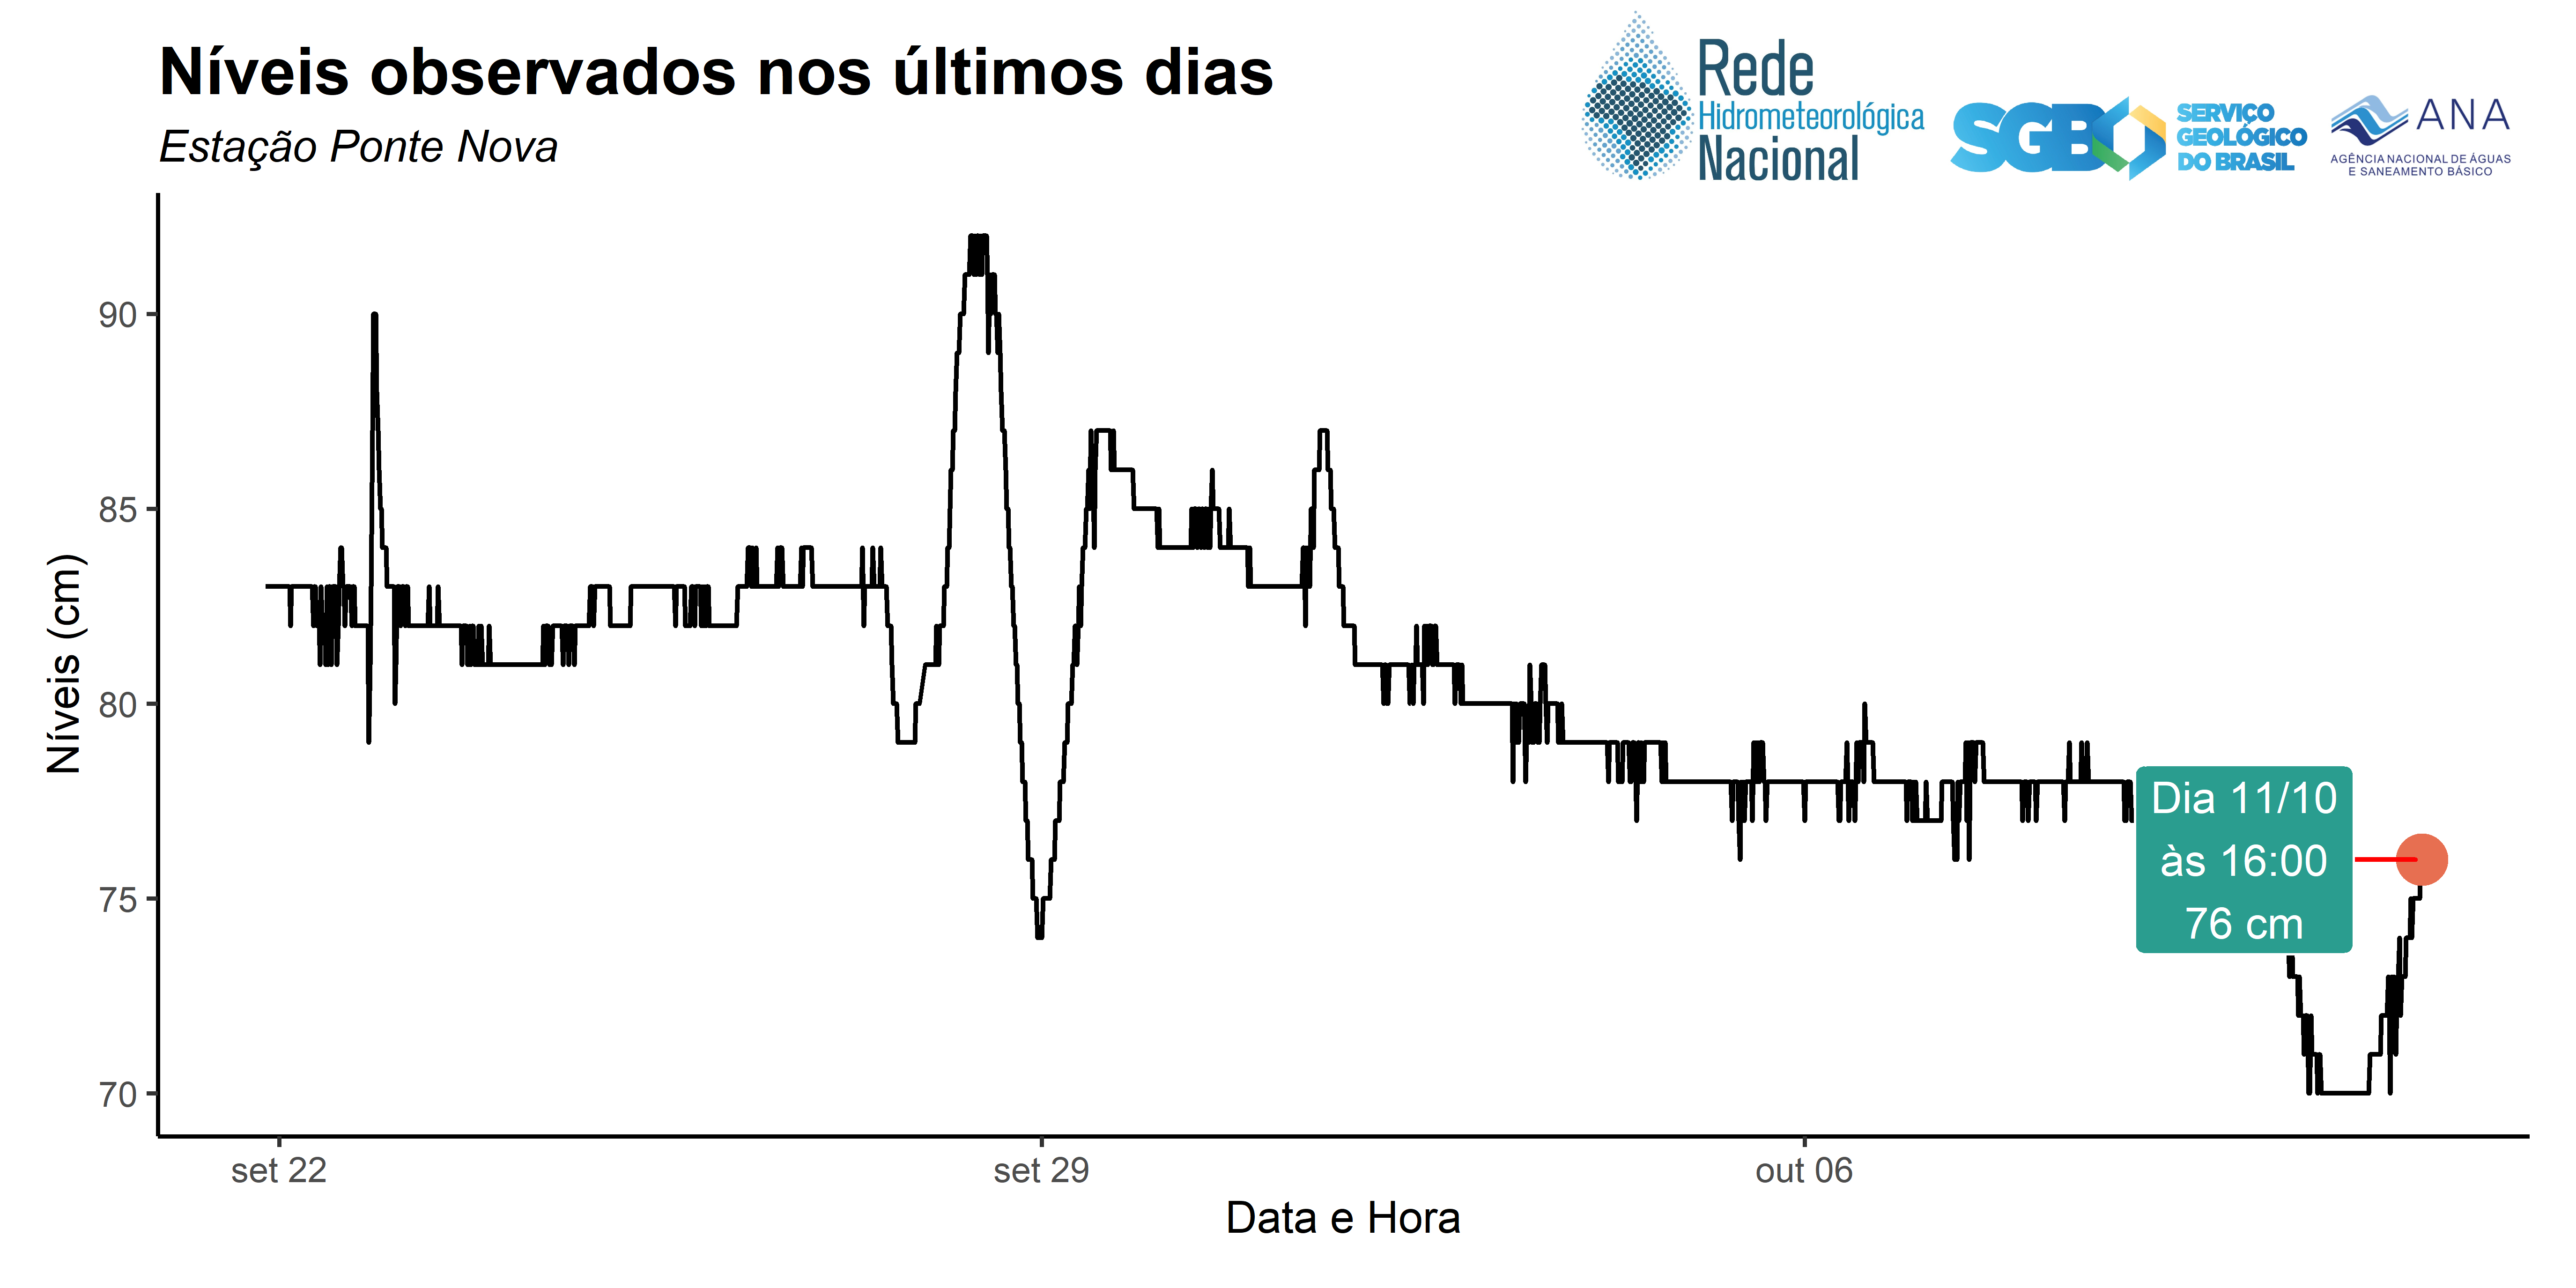 Níveis observados nos últimos dias
Estação Ponte Nova
Rede
Hidrometeorológica
Nacional
SGB
SERVIÇO
GEOLÓGICO
DO BRASIL
ANA
AGÊNCIA NACIONAL DE ÁGUAS
E SANEAMENTO BÁSICO
Níveis (cm)
90
85
80
75
70
Dia 11/10
às 16:00
76 cm
set 22
set 29
out 06
Data e Hora